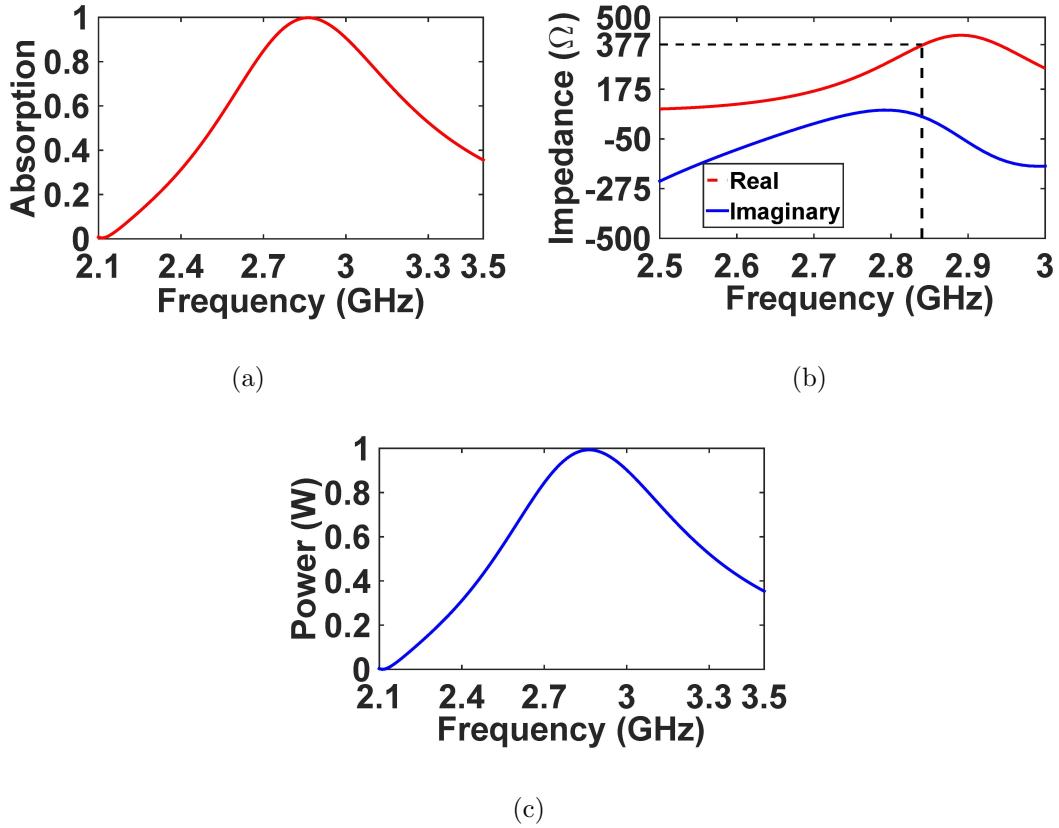 Absorption
1
0.8
0.6
0.4
0.2
0
2.1 2.4 2.7 3 3.3 3.5
Frequency (GHz)
(a)
Impedance (Ω)
500
377
175
-50
-275
-500
Real
Imaginary
2.5 2.6 2.7 2.8 2.9 3
Frequency (GHz)
(b)
Power (W)
1
0.8
0.6
0.4
0.2
0
2.1 2.4 2.7 3 3.3 3.5
Frequency (GHz)
(c)